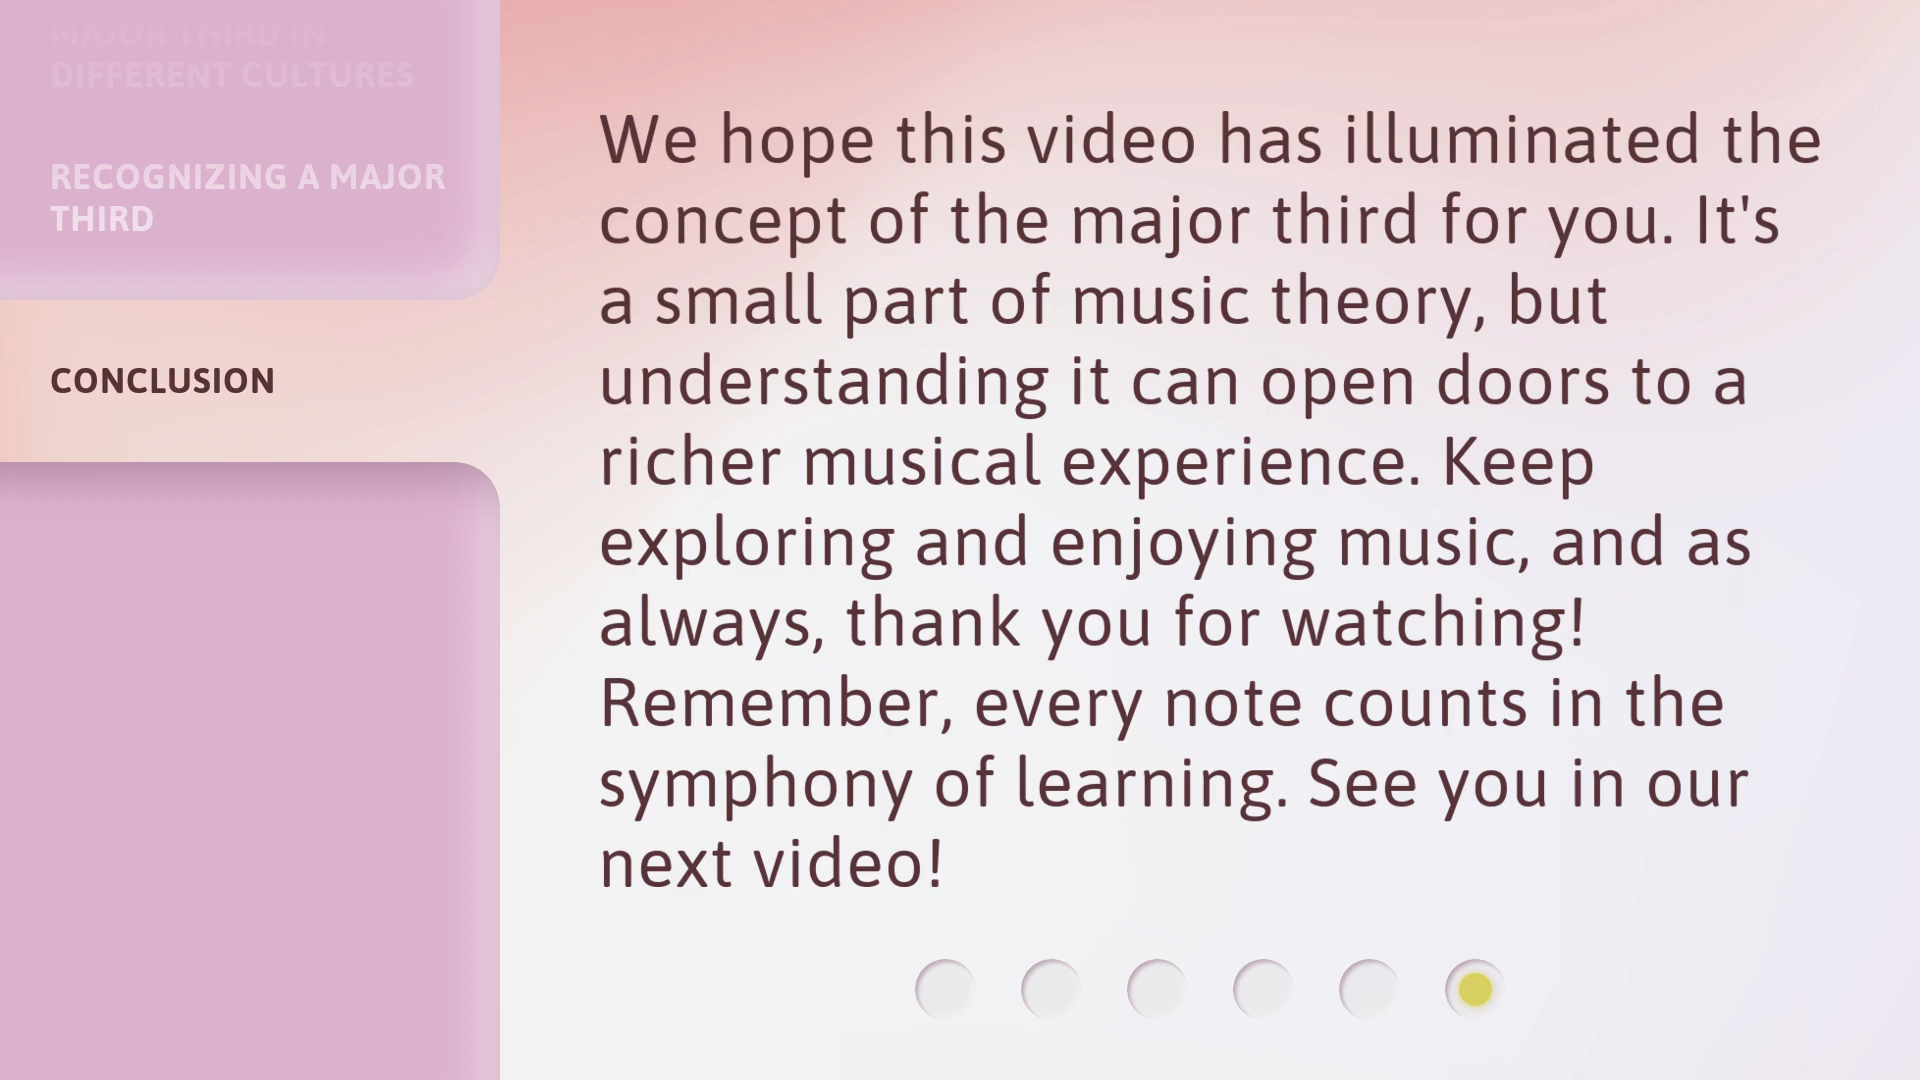 MAJOR THIRD IN
DIFFERENT CULTURES
RECOGNIZING A MAJOR
THIRD
CONCLUSION
We hope this video has illuminated the
concept of the major third for you. It's
a small part of music theory, but
understanding it can open doors to a
richer musical experience. Keep
exploring and enjoying music, and as
always, thank you for watching!
Remember, every note counts in the
symphony of learning. See you in our
next video!